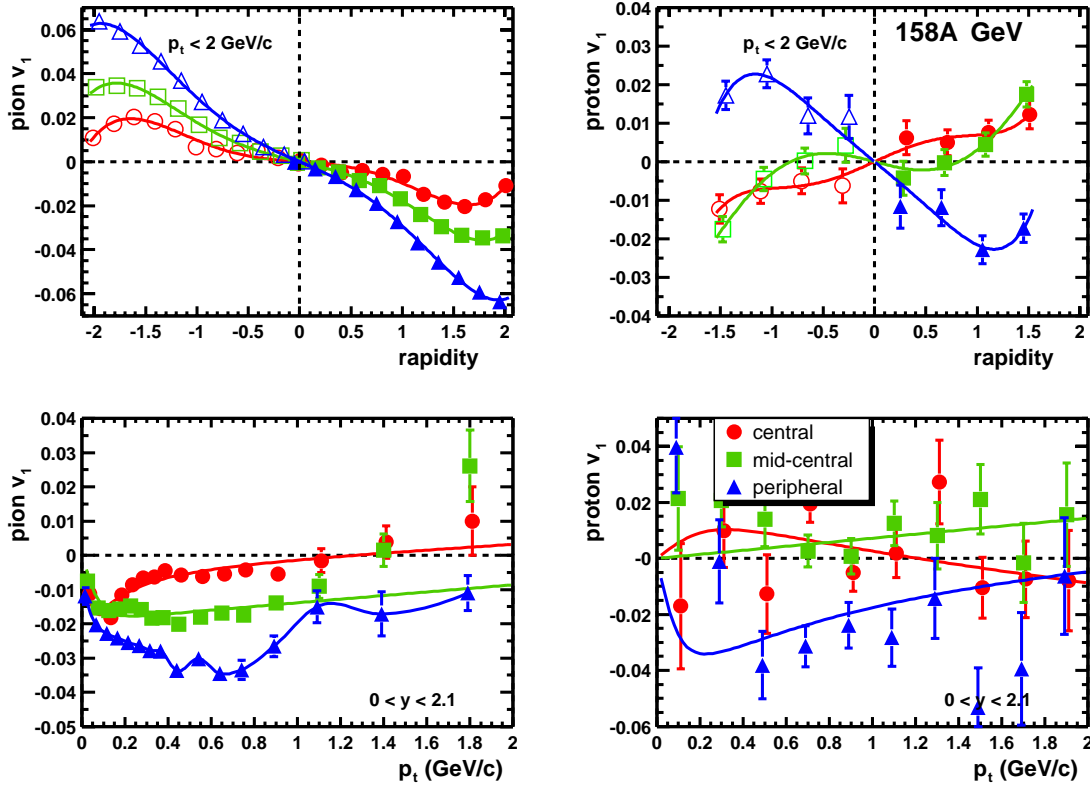 pion v1
0.06
0.04
0.02
0
-0.02
-0.04
-0.06
pt < 2 GeV/c
-2 -1.5 -1 -0.5 0 0.5 1 1.5 2
rapidity
proton v1
0.04
0.03
0.02
0.01
0
-0.01
-0.02
-0.03
-0.04
pt < 2 GeV/c
158A GeV
-2 -1.5 -1 -0.5 0 0.5 1 1.5 2
rapidity
pion v1
0.04
0.03
0.02
0.01
0
-0.01
-0.02
-0.03
-0.04
-0.05
0 < y < 2.1
0 0.2 0.4 0.6 0.8 1 1.2 1.4 1.6 1.8 2
pt (GeV/c)
proton v1
0.04
0.02
0
-0.02
-0.04
-0.06
central
mid-central
peripheral
0 < y < 2.1
0 0.2 0.4 0.6 0.8 1 1.2 1.4 1.6 1.8 2
pt (GeV/c)